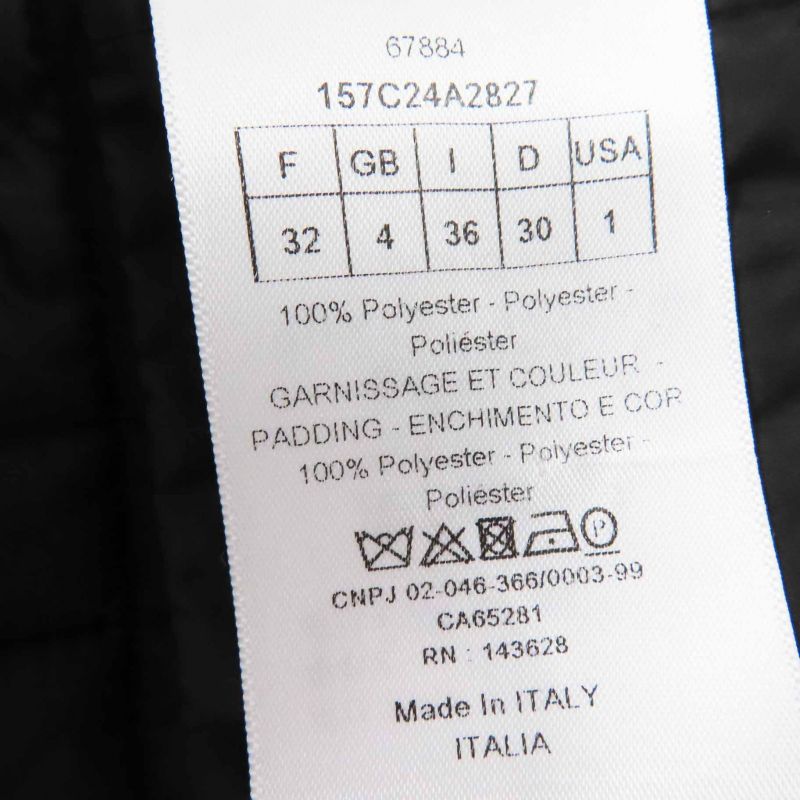 67884
157C24A2827
F GB I D USA
32 4 36 30 1
100% Polyester - Polyester -
Poliéster
GARNISSAGE ET COULEUR -
PADDING - ENCHIMENTO E COR
100% Polyester - Polyester -
Poliéster
P
CNPJ 02-046-366/0003-99
CA65281
RN : 143628
Made In ITALY
ITALIA